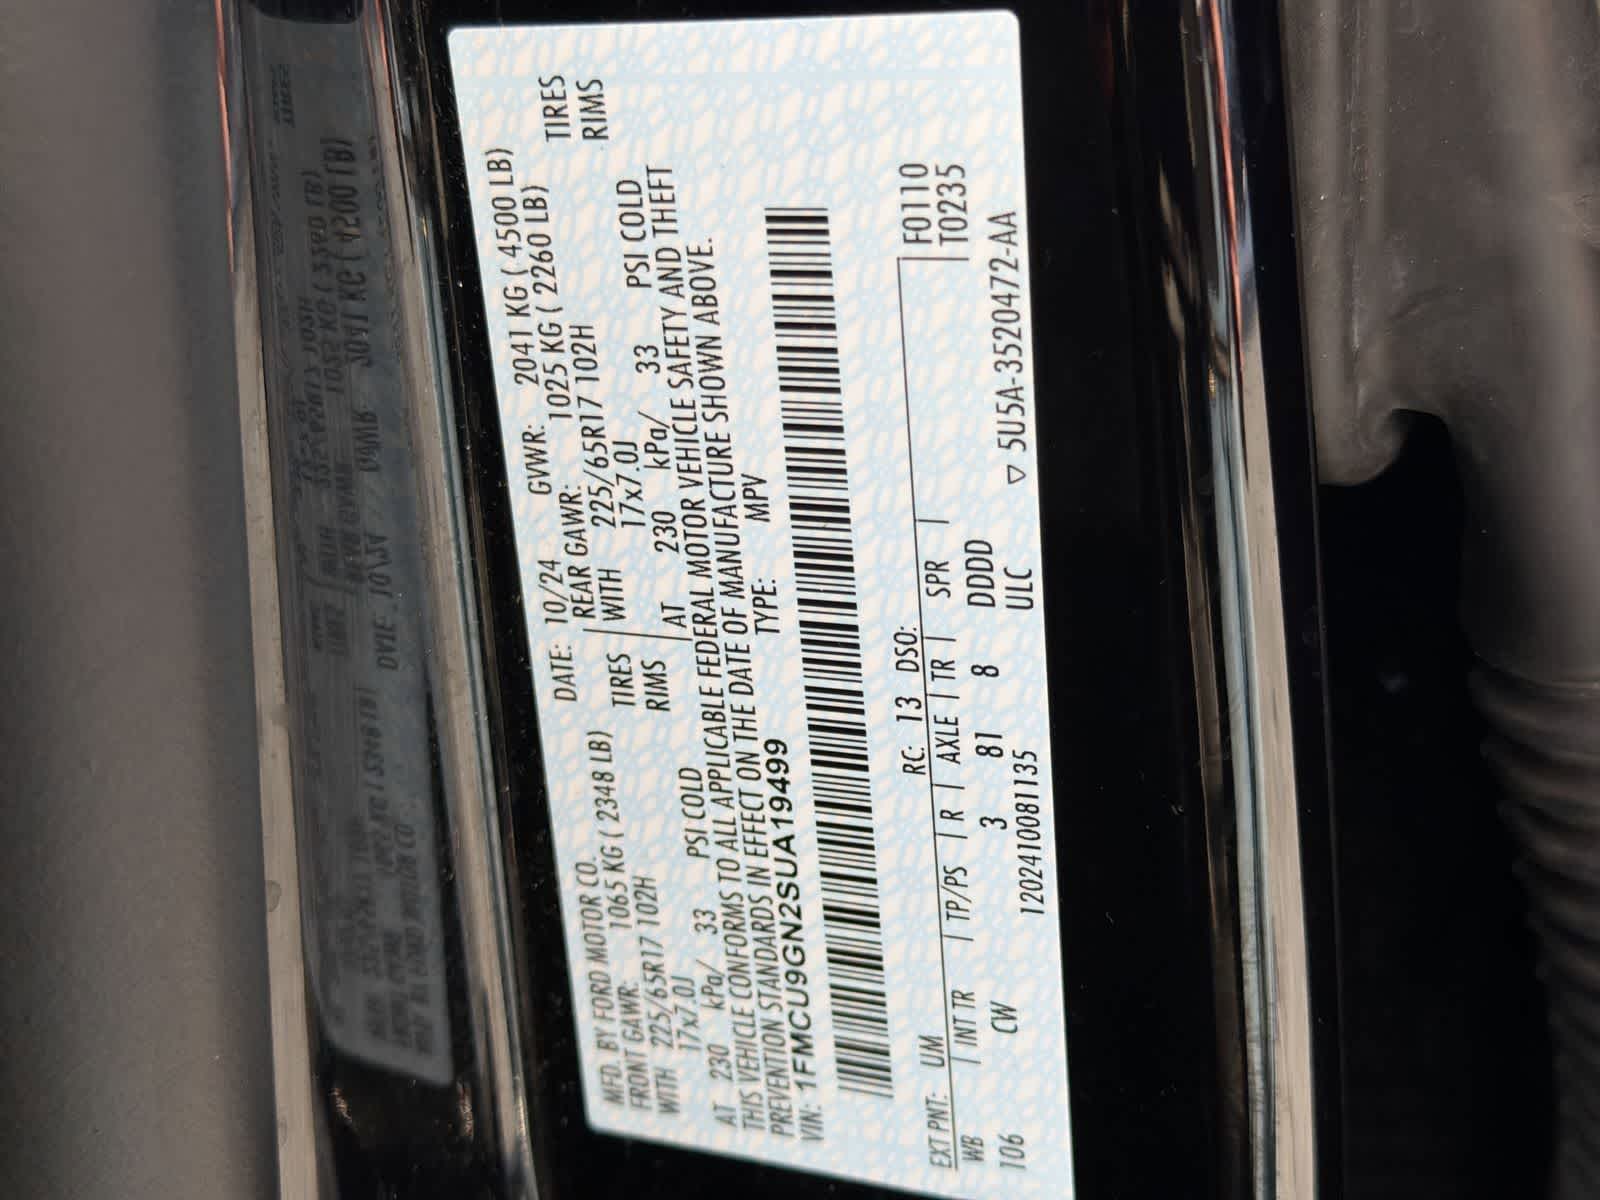 MFD. BY FORD MOTOR CO.
DATE: 10/24 GVWR: 2041 KG ( 4500 LB)
FRONT GAWR: 1065 KG ( 2348 LB)
REAR GAWR: 1025 KG ( 2260 LB)
WITH 225/65R17 102H TIRES
WITH 225/65R17 102H TIRES
17x7.0J RIMS
17x7.0J RIMS
AT 230 kPa/ 33 PSI COLD
AT 230 kPa/ 33 PSI COLD
THIS VEHICLE CONFORMS TO ALL APPLICABLE FEDERAL MOTOR VEHICLE SAFETY AND THEFT
PREVENTION STANDARDS IN EFFECT ON THE DATE OF MANUFACTURE SHOWN ABOVE.
VIN: 1FMCU9GN2SUA19499 TYPE: MPV
EXT PNT: UM RC: 13 DSO: F0110
WB | INT TR | TP/PS | R | AXLE | TR | SPR | T0235
106 CW 3 81 8 DDDD
1202410081135 ULC ▽ 5U5A-3520472-AA